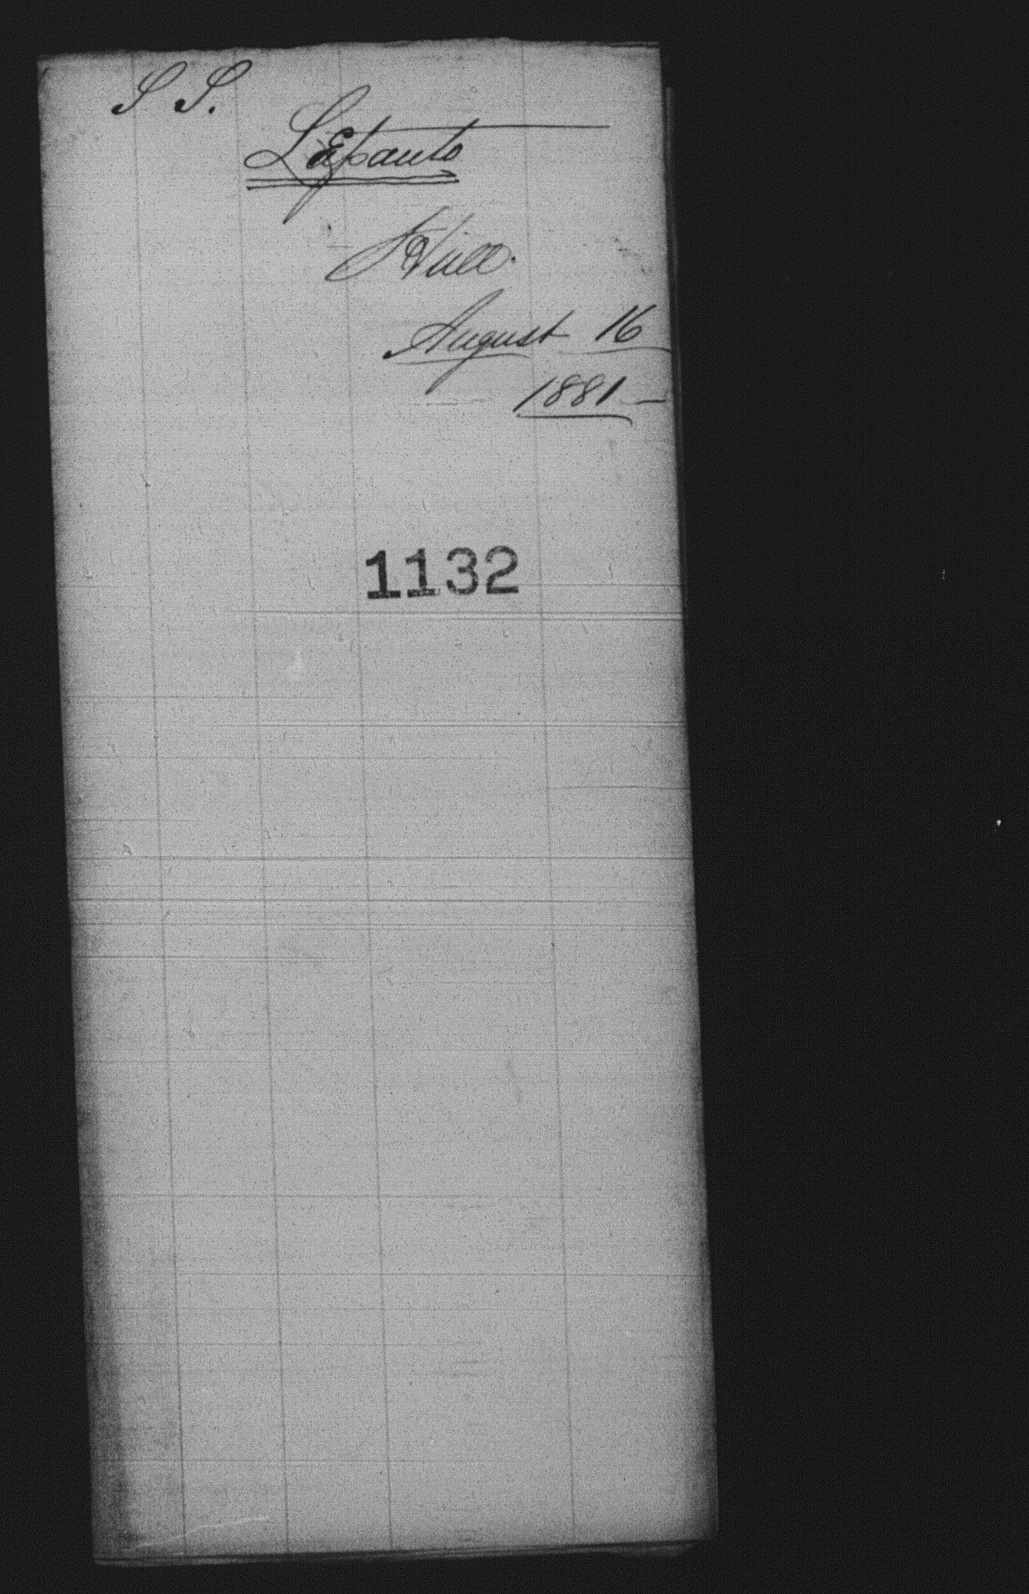 S S.
Lepanto
Hull.
August 16
1881 -
1132